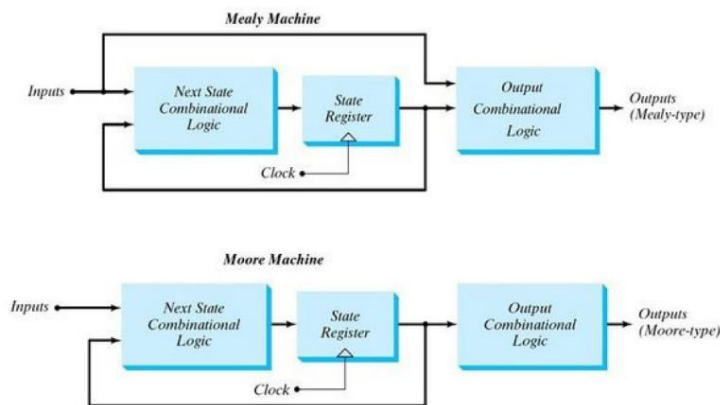 Mealy Machine
Inputs
Next State
Combinational
Logic
State
Register
Output
Combinational
Logic
Outputs
(Mealy-type)
Clock
Moore Machine
Inputs
Next State
Combinational
Logic
State
Register
Output
Combinational
Logic
Outputs
(Moore-type)
Clock